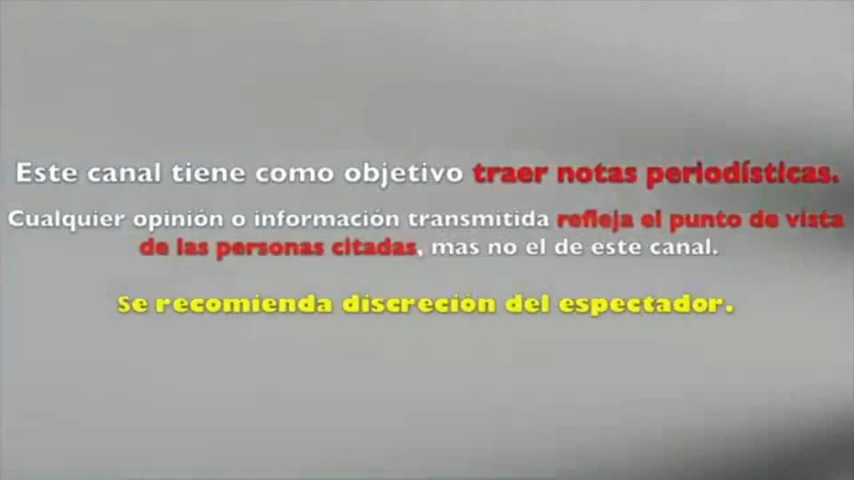 Este canal tiene como objetivo traer notas periodísticas.
Cualquier opinión o información transmitida refleja el punto de vista
de las personas citadas, mas no el de este canal.
Se recomienda discreción del espectador.